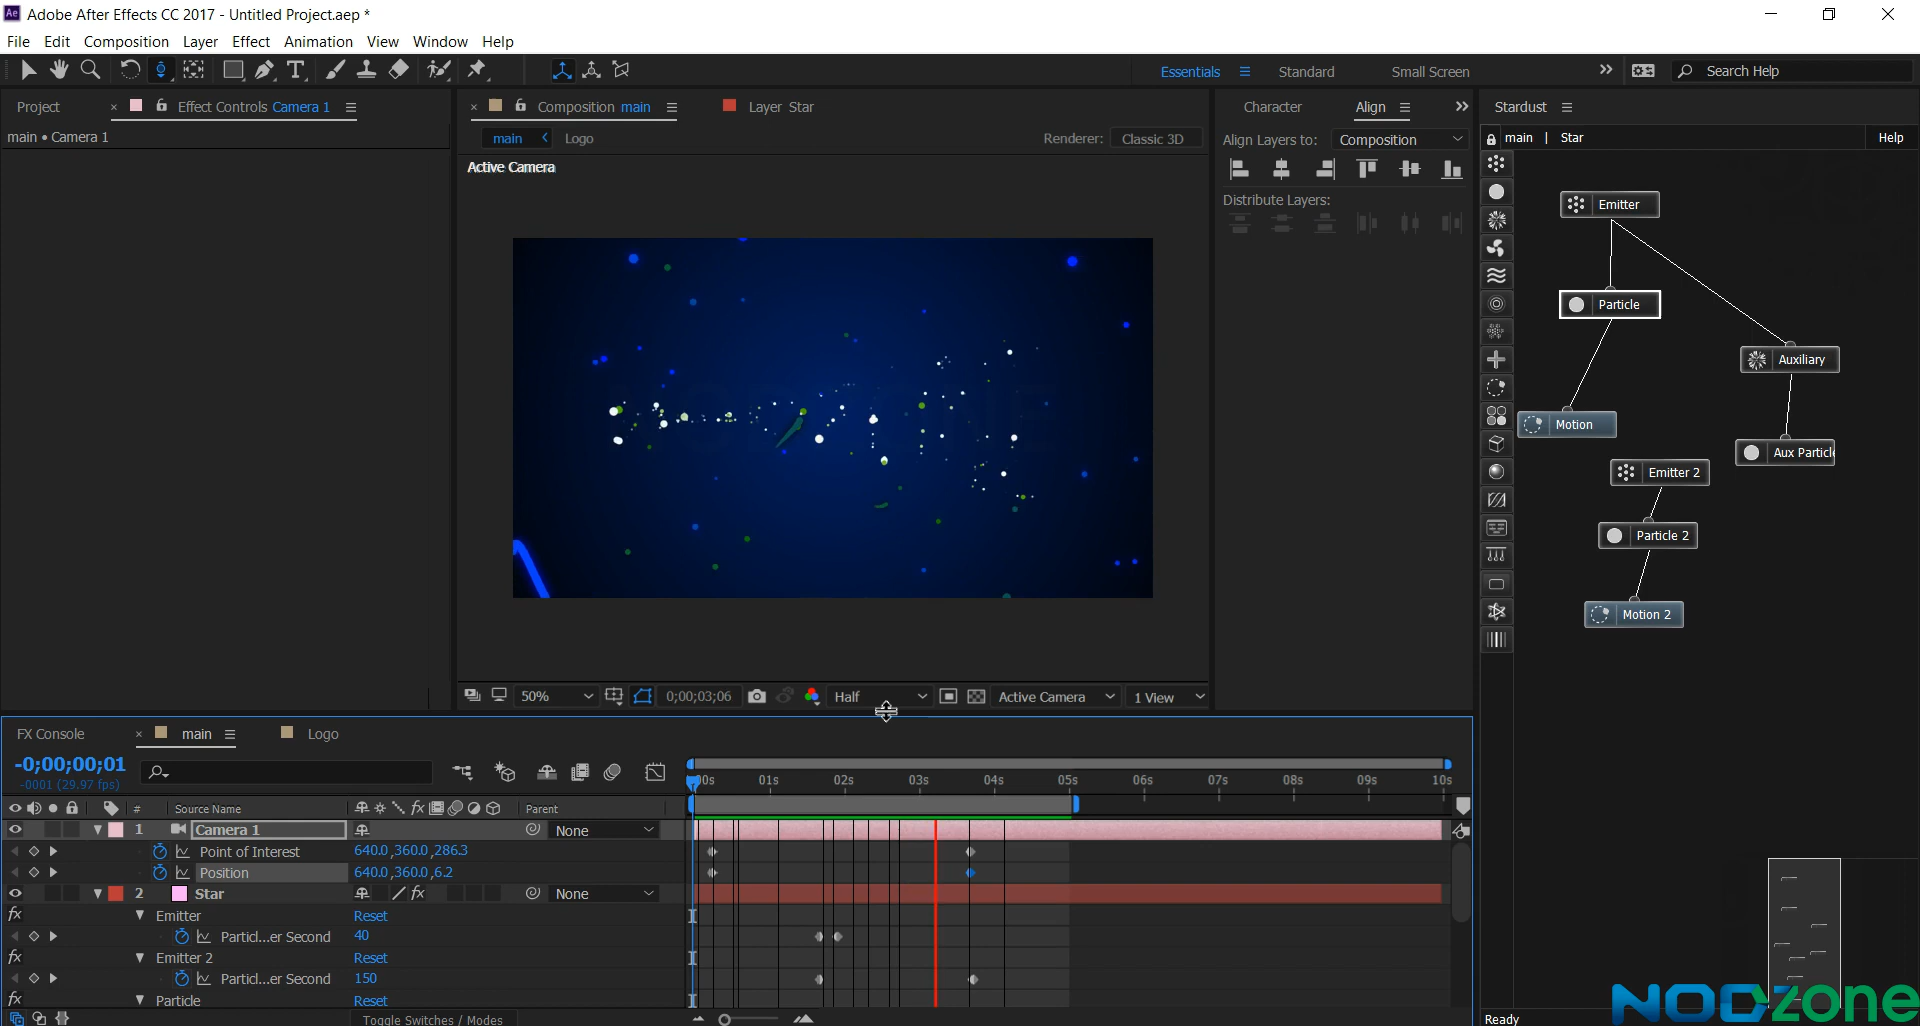 Ae Adobe After Effects CC 2017 - Untitled Project.aep *
File Edit Composition Layer Effect Animation View Window Help
Essentials Standard Small Screen Search Help
Project × Effect Controls Camera 1 × Composition main Layer Star Character Align Stardust
main • Camera 1 main < Logo Renderer: Classic 3D Align Layers to: Composition main | Star Help
Active Camera
Distribute Layers:
Emitter
Particle
Auxiliary
Motion
Aux Particl
Emitter 2
Particle 2
Motion 2
50% 0;00;03;06 Half Active Camera 1 View
FX Console × main Logo
-0;00;00;01
-0001 (29.97 fps)
00s 01s 02s 03s 04s 05s 06s 07s 08s 09s 10s
# Source Name Parent
1 Camera 1 None
Point of Interest 640.0,360.0,286.3
Position 640.0,360.0,6.2
2 Star None
fx Emitter Reset
Particl...er Second 40
fx Emitter 2 Reset
Particl...er Second 150
fx Particle Reset
Toggle Switches / Modes
Ready
NODZone